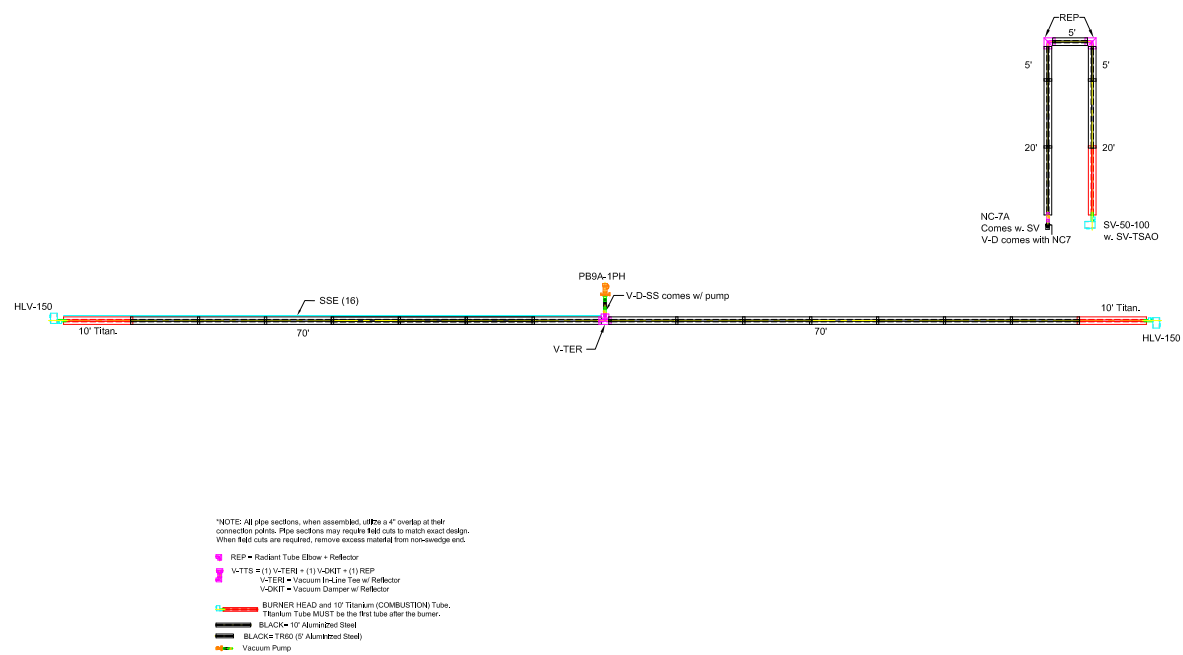 REP
5'
5'
5'
20'
20'
NC-7A
Comes w. SV
V-D comes with NC7
SV-50-100
w. SV-TSAO
PB9A-1PH
V-D-SS comes w/ pump
HLV-150
SSE (16)
10' Titan.
10' Titan.
70'
70'
HLV-150
V-TER
*NOTE: All pipe sections, when assembled, utilize a 4" overlap at their
connection points. Pipe sections may require field cuts to match exact design.
When field cuts are required, remove excess material from non-swedge end.
REP = Radiant Tube Elbow + Reflector
V-TTS = (1) V-TERI + (1) V-DKIT + (1) REP
V-TERI = Vacuum In-Line Tee w/ Reflector
V-DKIT = Vacuum Damper w/ Reflector
BURNER HEAD and 10' Titanium (COMBUSTION) Tube.
Titanium Tube MUST be the first tube after the burner.
BLACK= 10' Aluminized Steel
BLACK= TR60 (5' Aluminized Steel)
Vacuum Pump